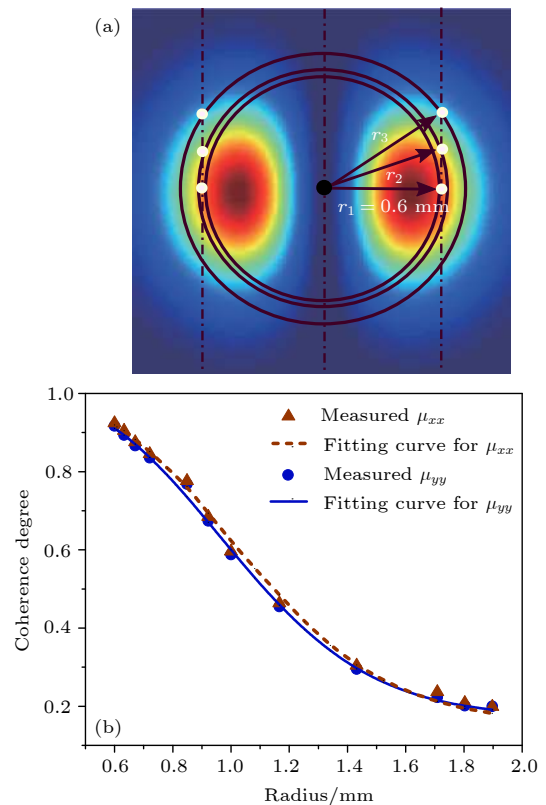 (a)
r₃
r₂
r₁ = 0.6 mm
1.0
0.8
0.6
0.4
0.2
Coherence degree
Measured μₓₓ
Fitting curve for μₓₓ
Measured μyy
Fitting curve for μyy
(b)
0.6 0.8 1.0 1.2 1.4 1.6 1.8 2.0
Radius/mm